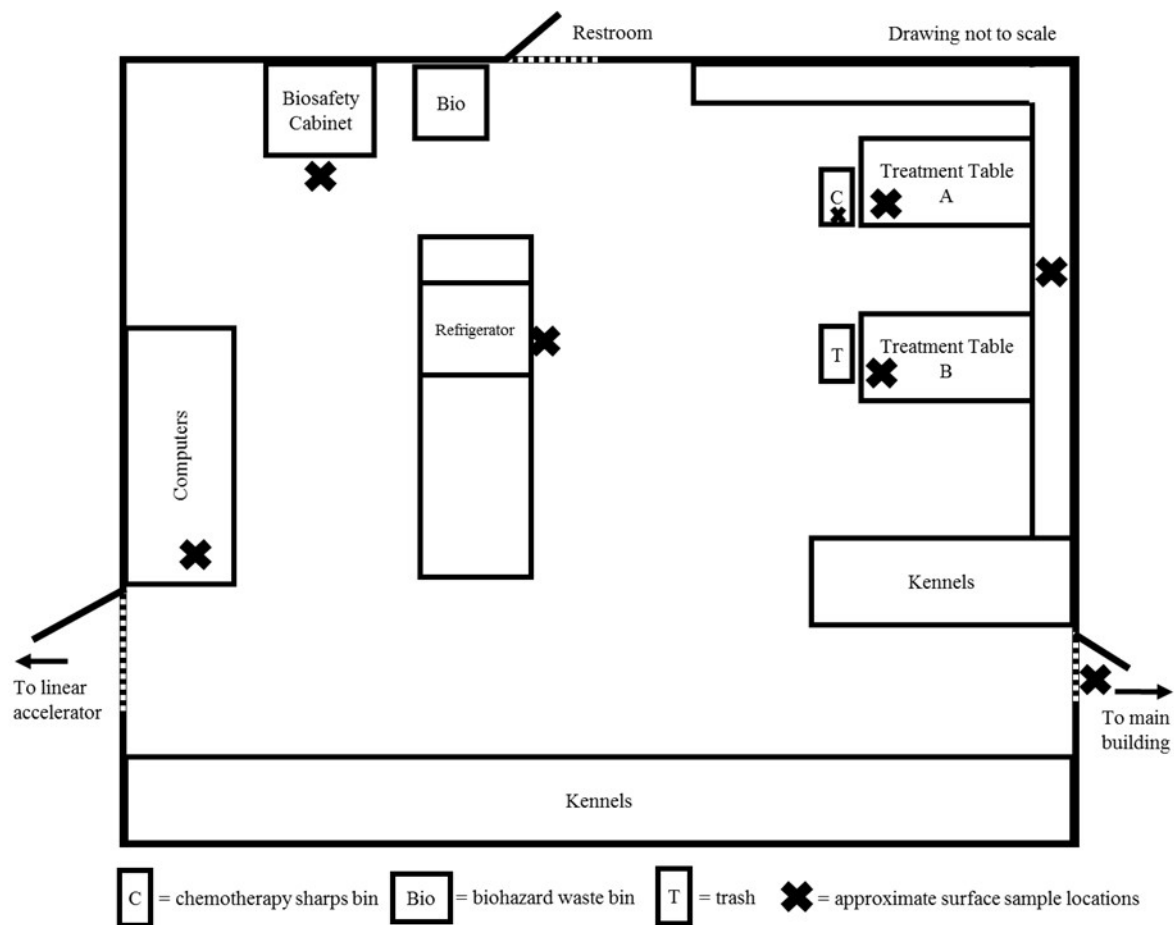 Restroom
Drawing not to scale
Biosafety
Cabinet
Bio
Treatment Table
A
C
Refrigerator
Treatment Table
B
T
Computers
Kennels
To linear
accelerator
To main
building
Kennels
C = chemotherapy sharps bin
Bio = biohazard waste bin
T = trash
= approximate surface sample locations